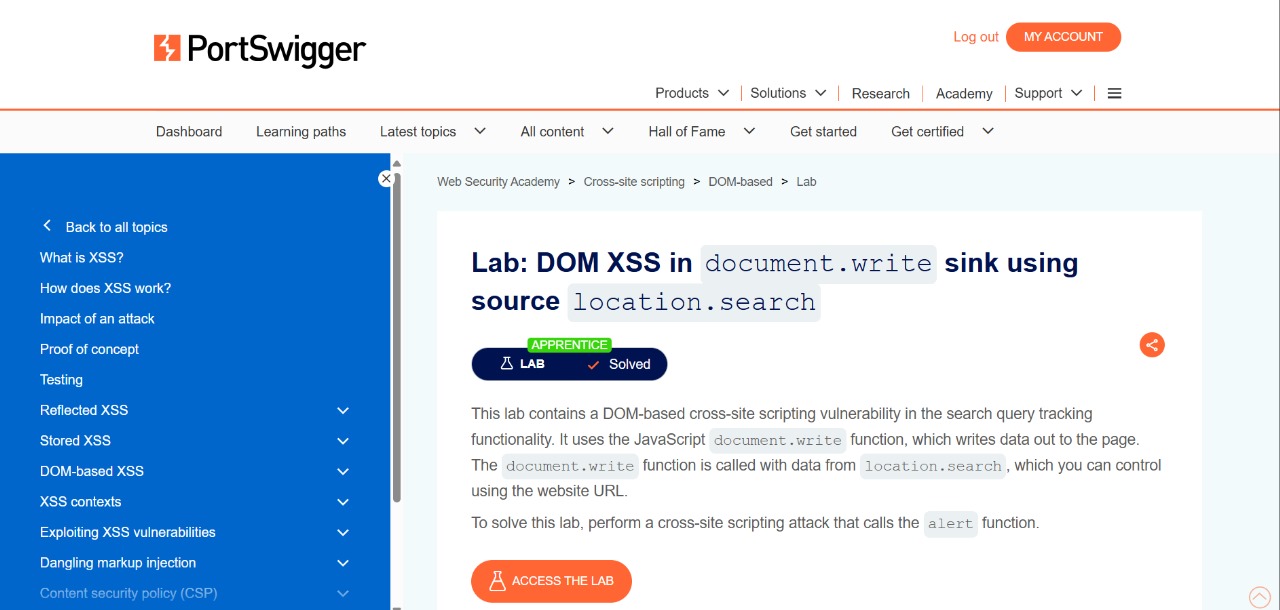 PortSwigger
Log out MY ACCOUNT
Products Solutions Research Academy Support
Dashboard Learning paths Latest topics All content Hall of Fame Get started Get certified
Back to all topics
What is XSS?
How does XSS work?
Impact of an attack
Proof of concept
Testing
Reflected XSS
Stored XSS
DOM-based XSS
XSS contexts
Exploiting XSS vulnerabilities
Dangling markup injection
Content security policy (CSP)
Web Security Academy > Cross-site scripting > DOM-based > Lab
Lab: DOM XSS in document.write sink using
source location.search
APPRENTICE
LAB Solved
This lab contains a DOM-based cross-site scripting vulnerability in the search query tracking
functionality. It uses the JavaScript document.write function, which writes data out to the page.
The document.write function is called with data from location.search, which you can control
using the website URL.
To solve this lab, perform a cross-site scripting attack that calls the alert function.
ACCESS THE LAB